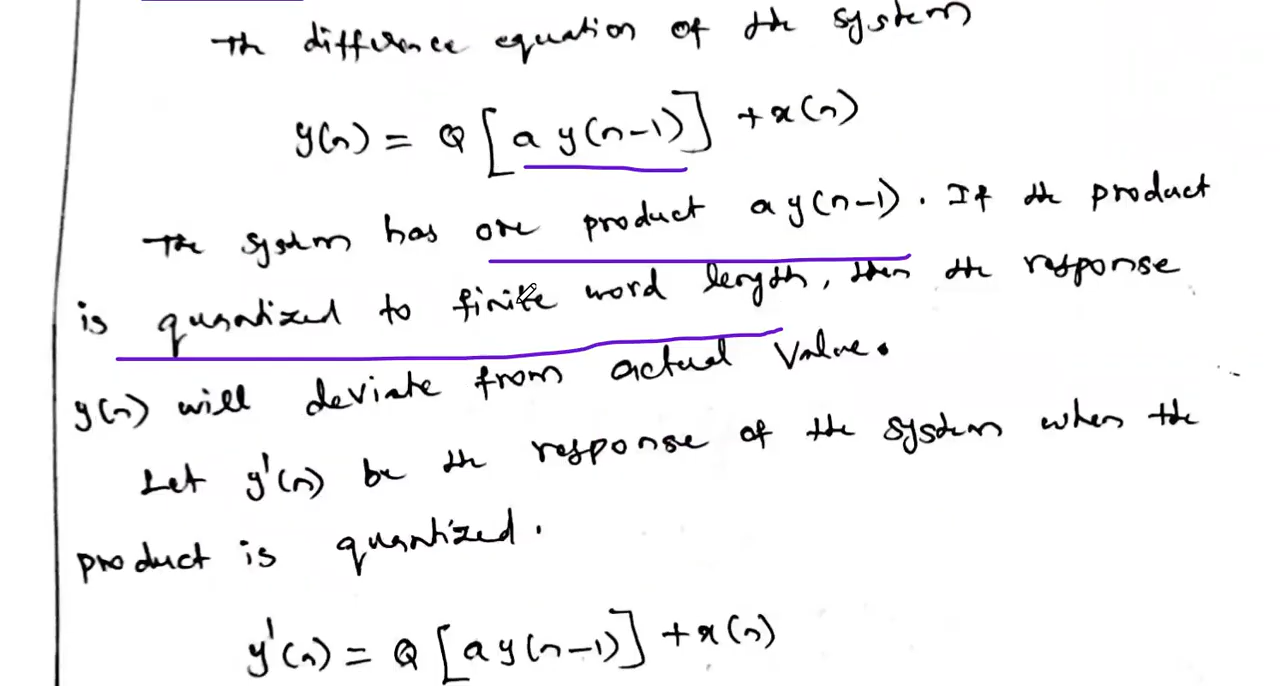 The difference equation of the system
y(n) = Q [a y(n-1)] + x(n)
The system has one product a y(n-1). If the product
is quantized to finite word length, then the response
y(n) will deviate from actual value.
Let y'(n) be the response of the system when the
product is quantized.
y'(n) = Q [a y(n-1)] + x(n)